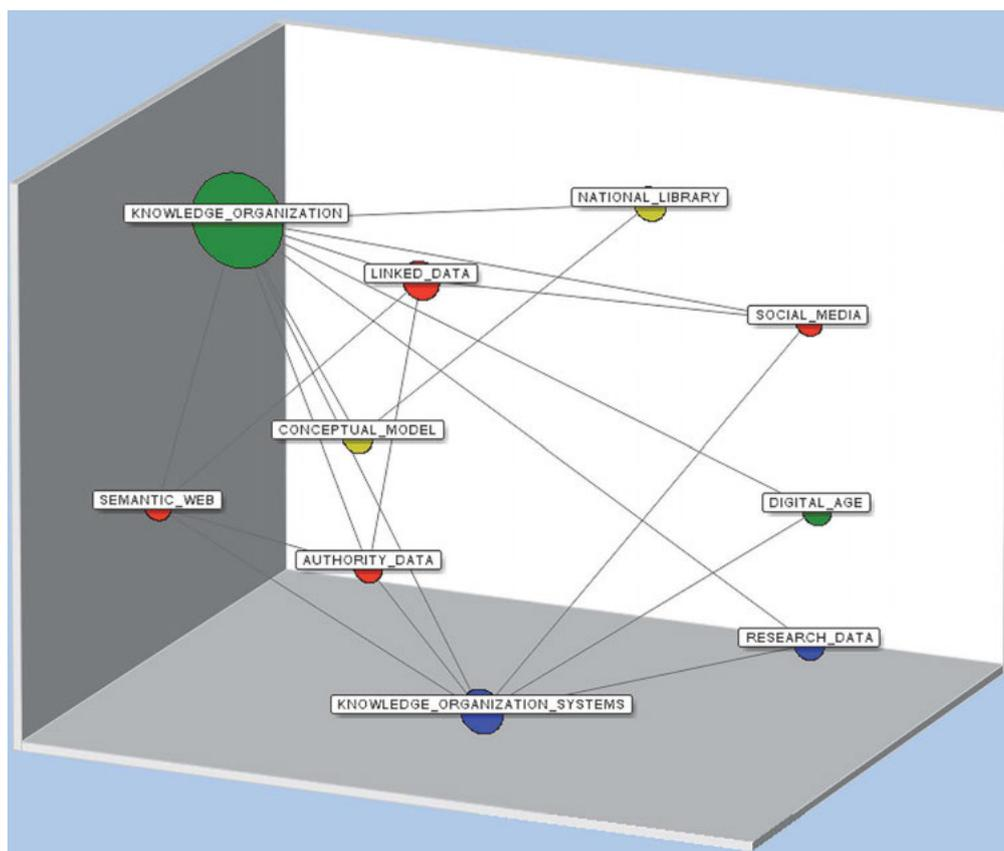 KNOWLEDGE_ORGANIZATION
NATIONAL_LIBRARY
LINKED_DATA
SOCIAL_MEDIA
CONCEPTUAL_MODEL
SEMANTIC_WEB
DIGITAL_AGE
AUTHORITY_DATA
RESEARCH_DATA
KNOWLEDGE_ORGANIZATION_SYSTEMS